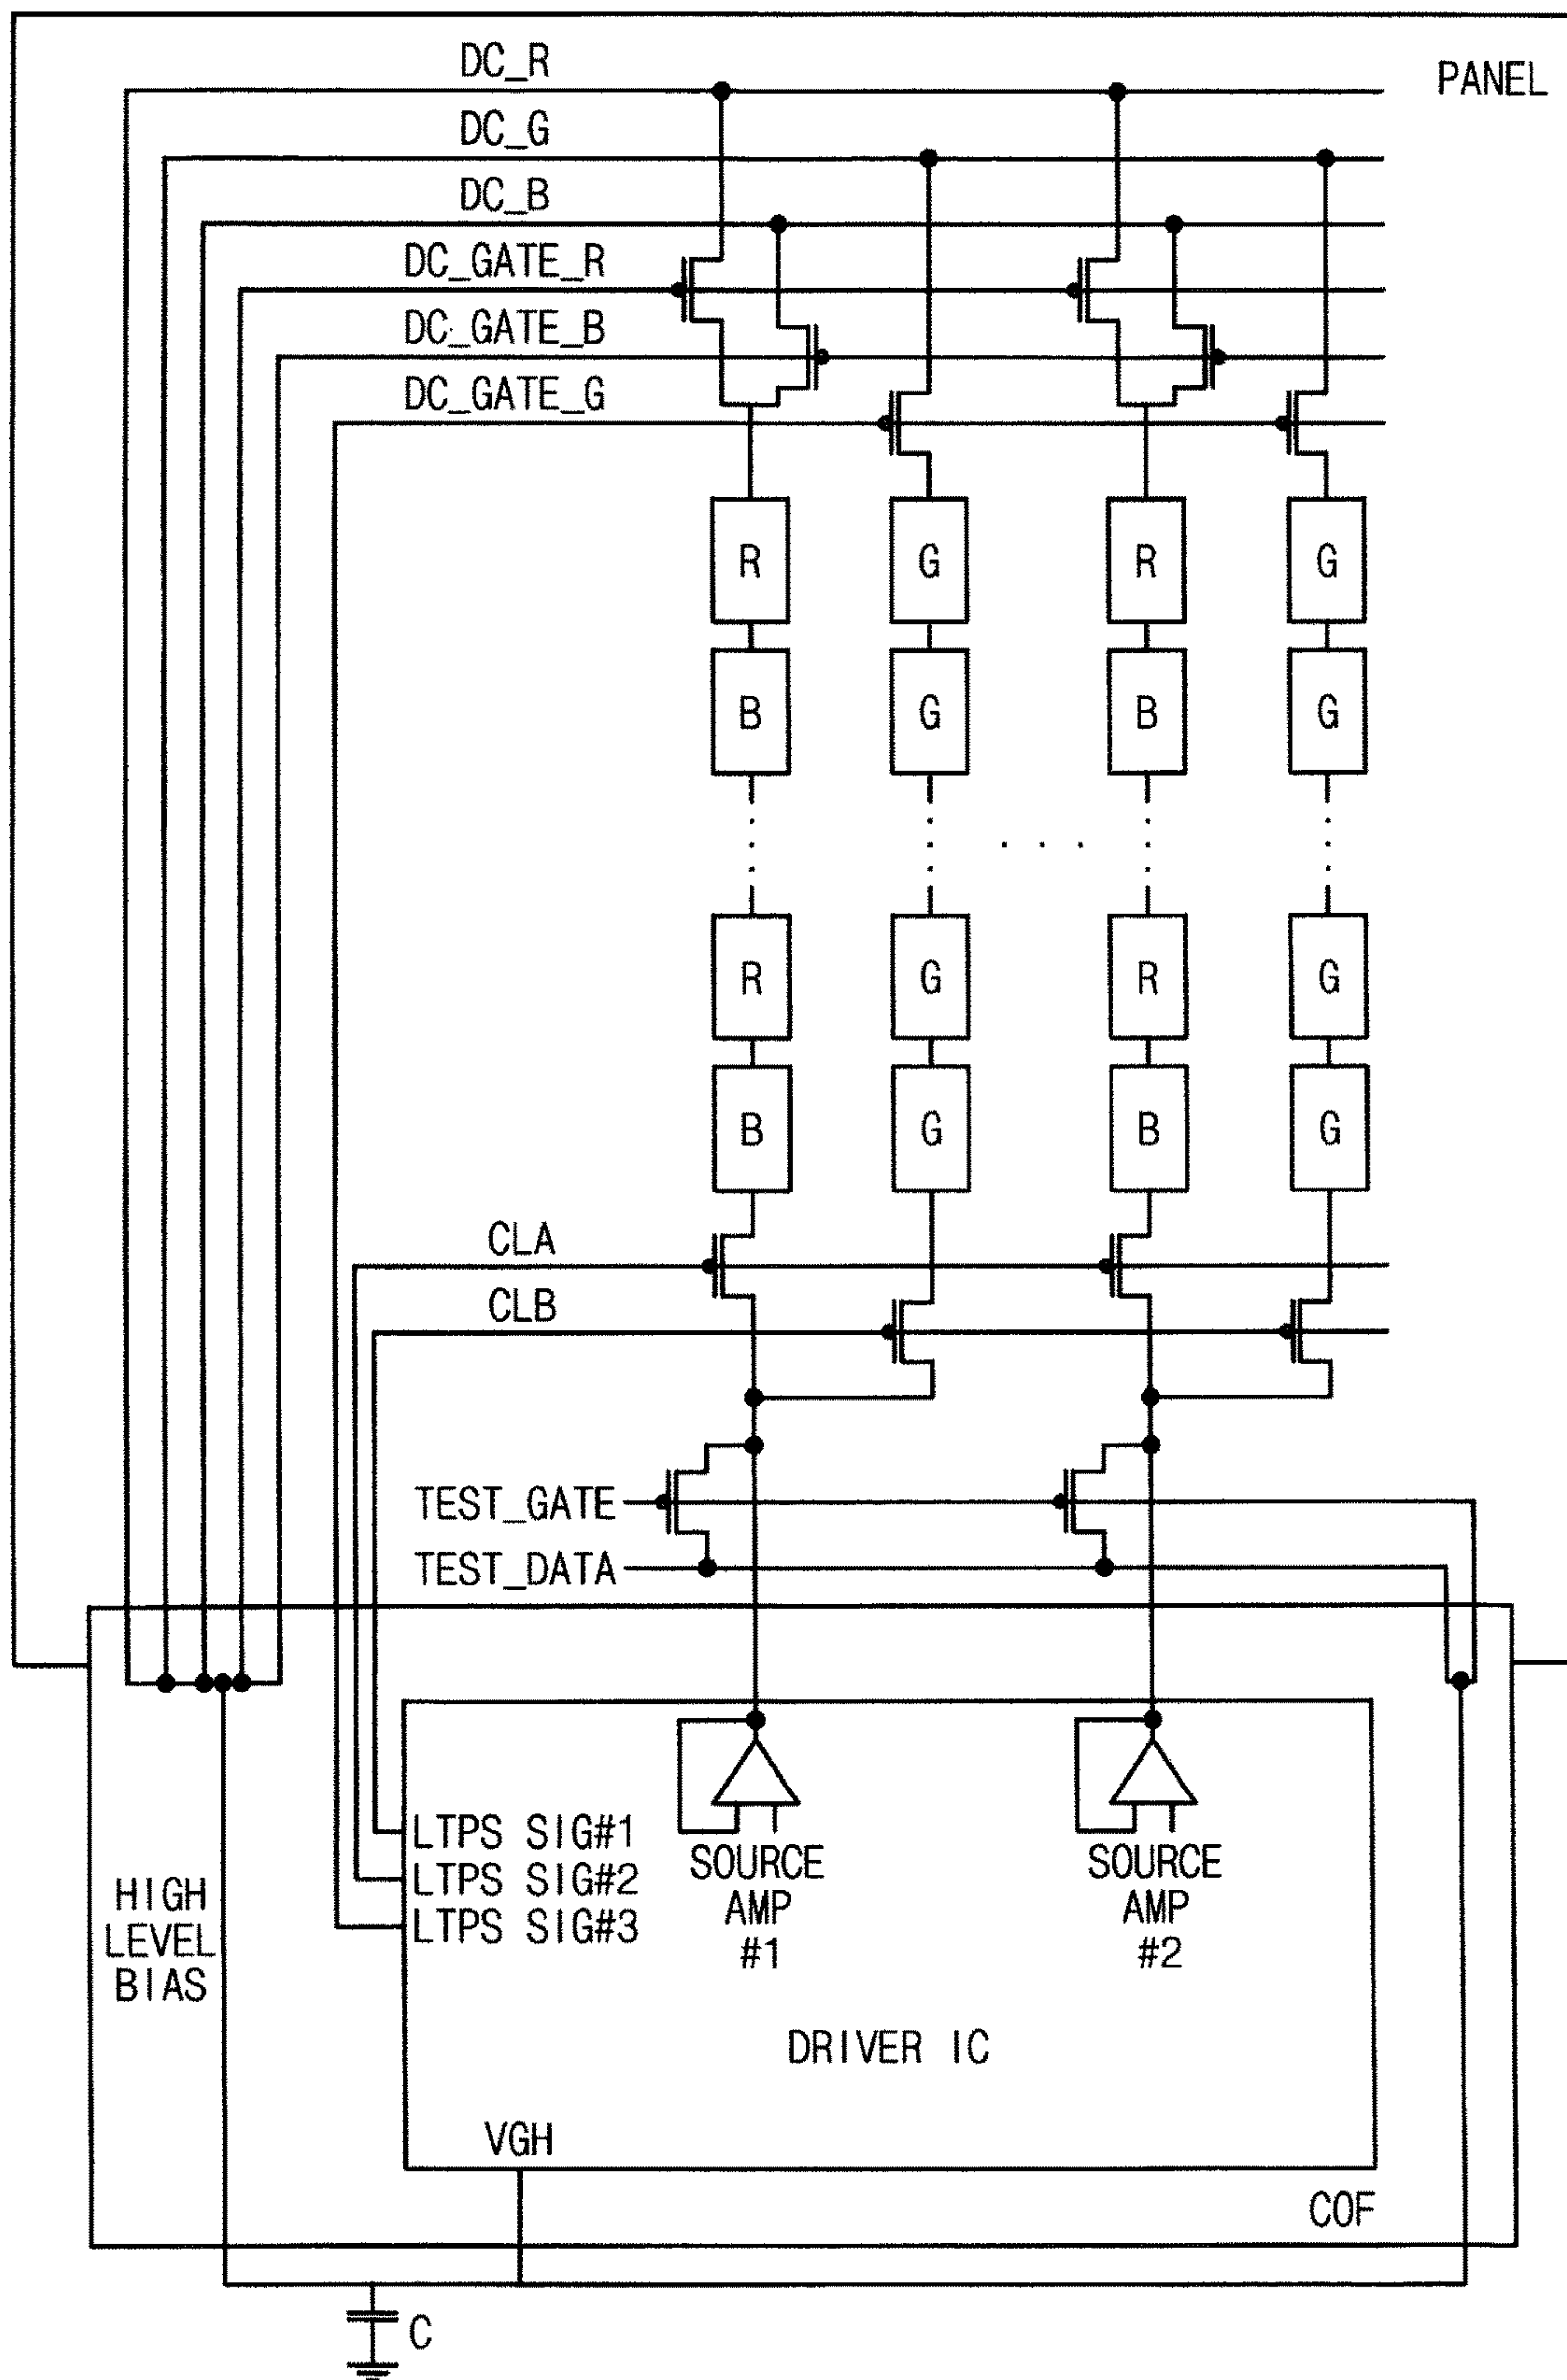 DC_R
PANEL
DC_G
DC_B
DC_GATE_R
DC_GATE_B
DC_GATE_G
R G R G
B G B G
R G R G
B G B G
CLA
CLB
TEST_GATE
TEST_DATA
LTPS SIG#1
LTPS SIG#2
LTPS SIG#3
SOURCE
AMP
#1
SOURCE
AMP
#2
HIGH
LEVEL
BIAS
DRIVER IC
VGH
COF
C